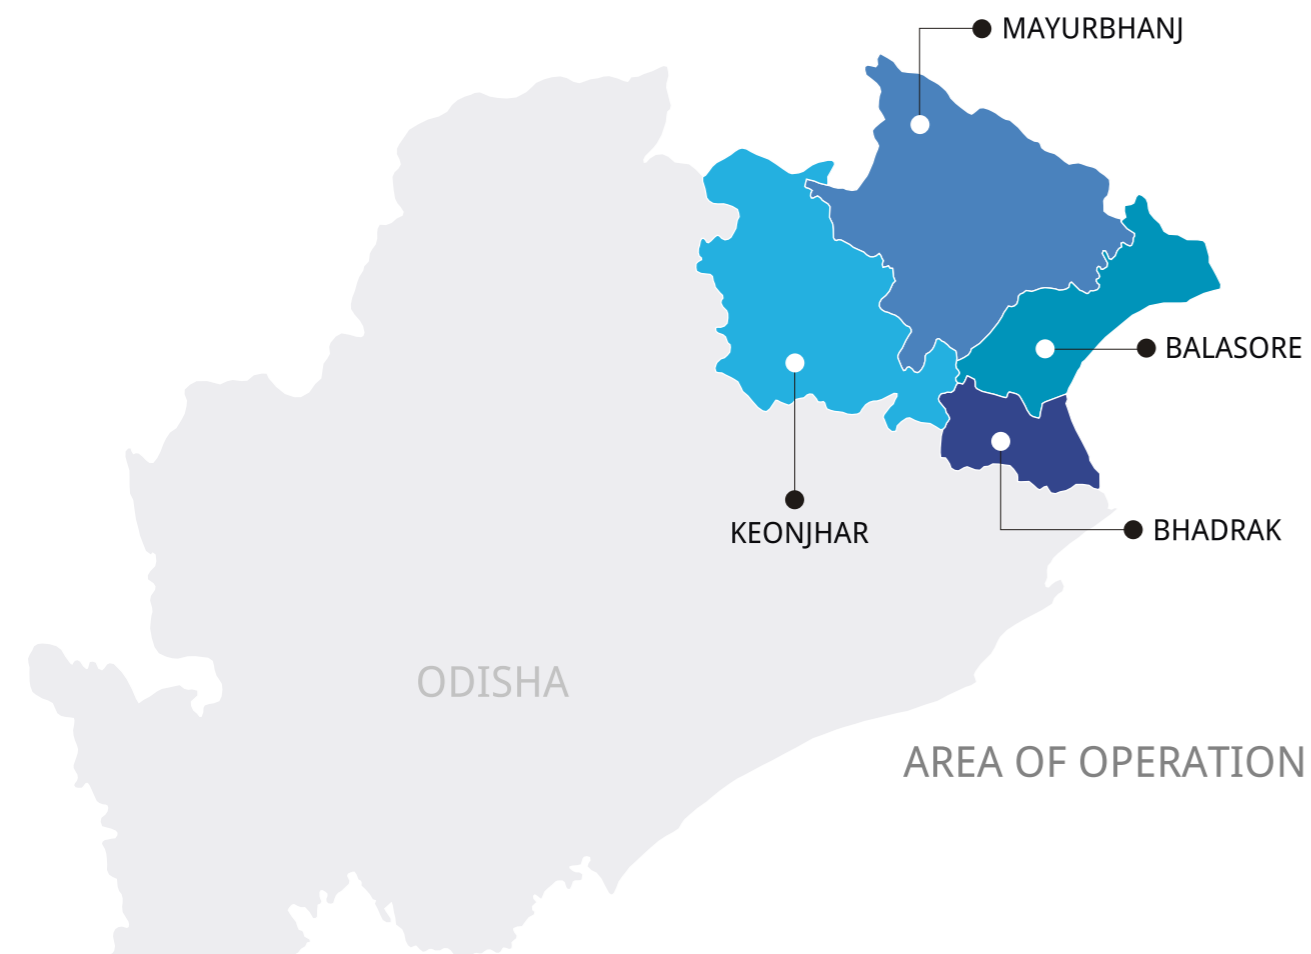 MAYURBHANJ
BALASORE
BHADRAK
KEONJHAR
ODISHA
AREA OF OPERATION